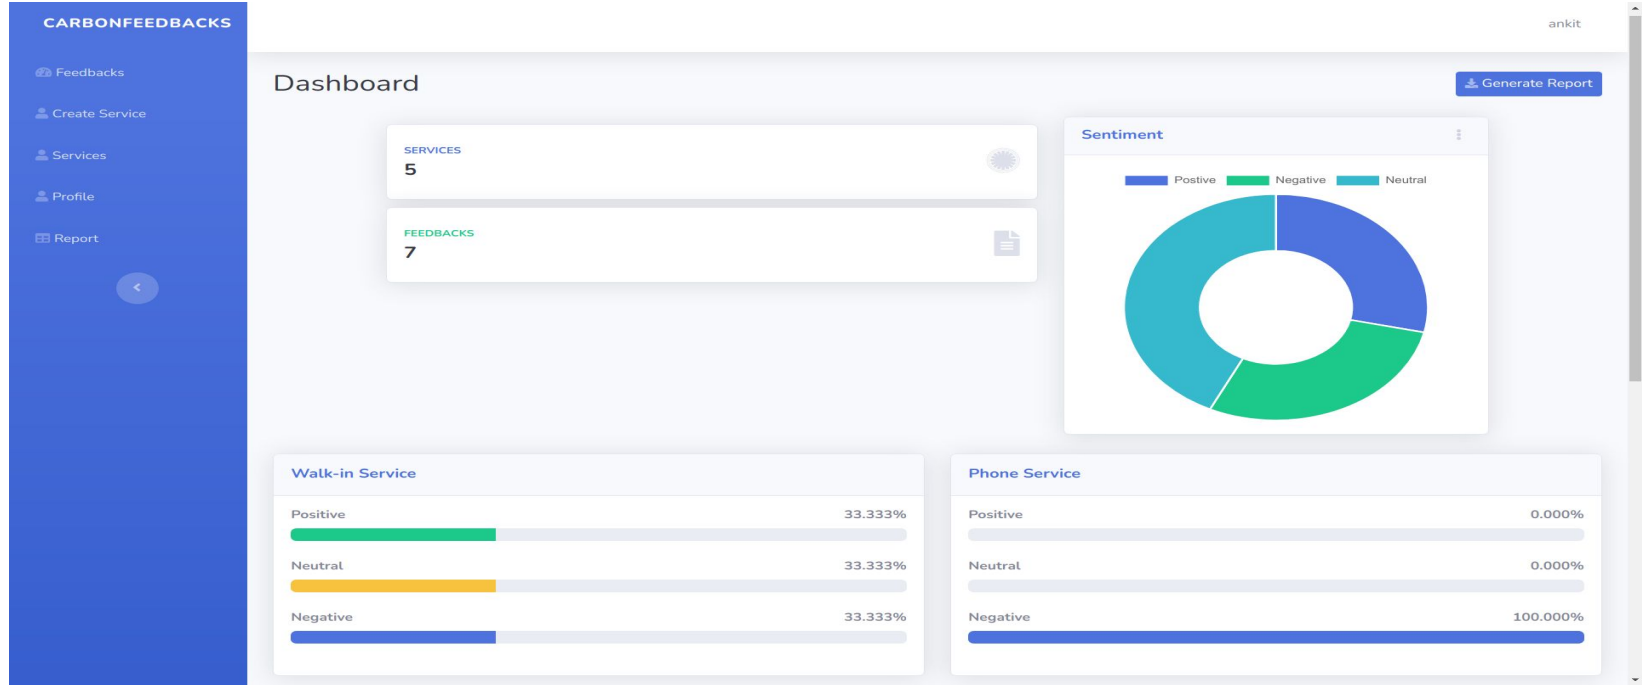 CARBONFEEDBACKS
ankit
Feedbacks
Create Service
Services
Profile
Report
Dashboard
Generate Report
SERVICES
5
FEEDBACKS
7
Sentiment
Postive Negative Neutral
Walk-in Service
Positive 33.333%
Neutral 33.333%
Negative 33.333%
Phone Service
Positive 0.000%
Neutral 0.000%
Negative 100.000%